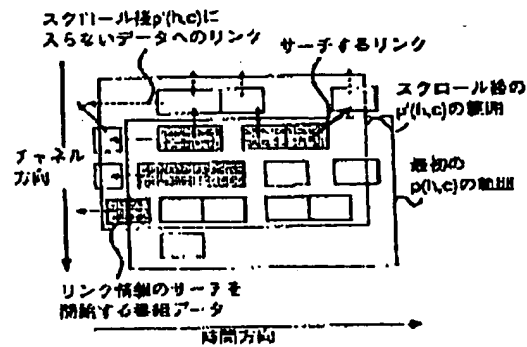 スクロール後p'(h,c)に
入らないデータへのリンク
サーチするリンク
スクロール後の
p'(h,c)の範囲
チャネル
方向
最初の
p(h,c)の範囲
リンク情報のサーチを
開始する番組データ
時間方向